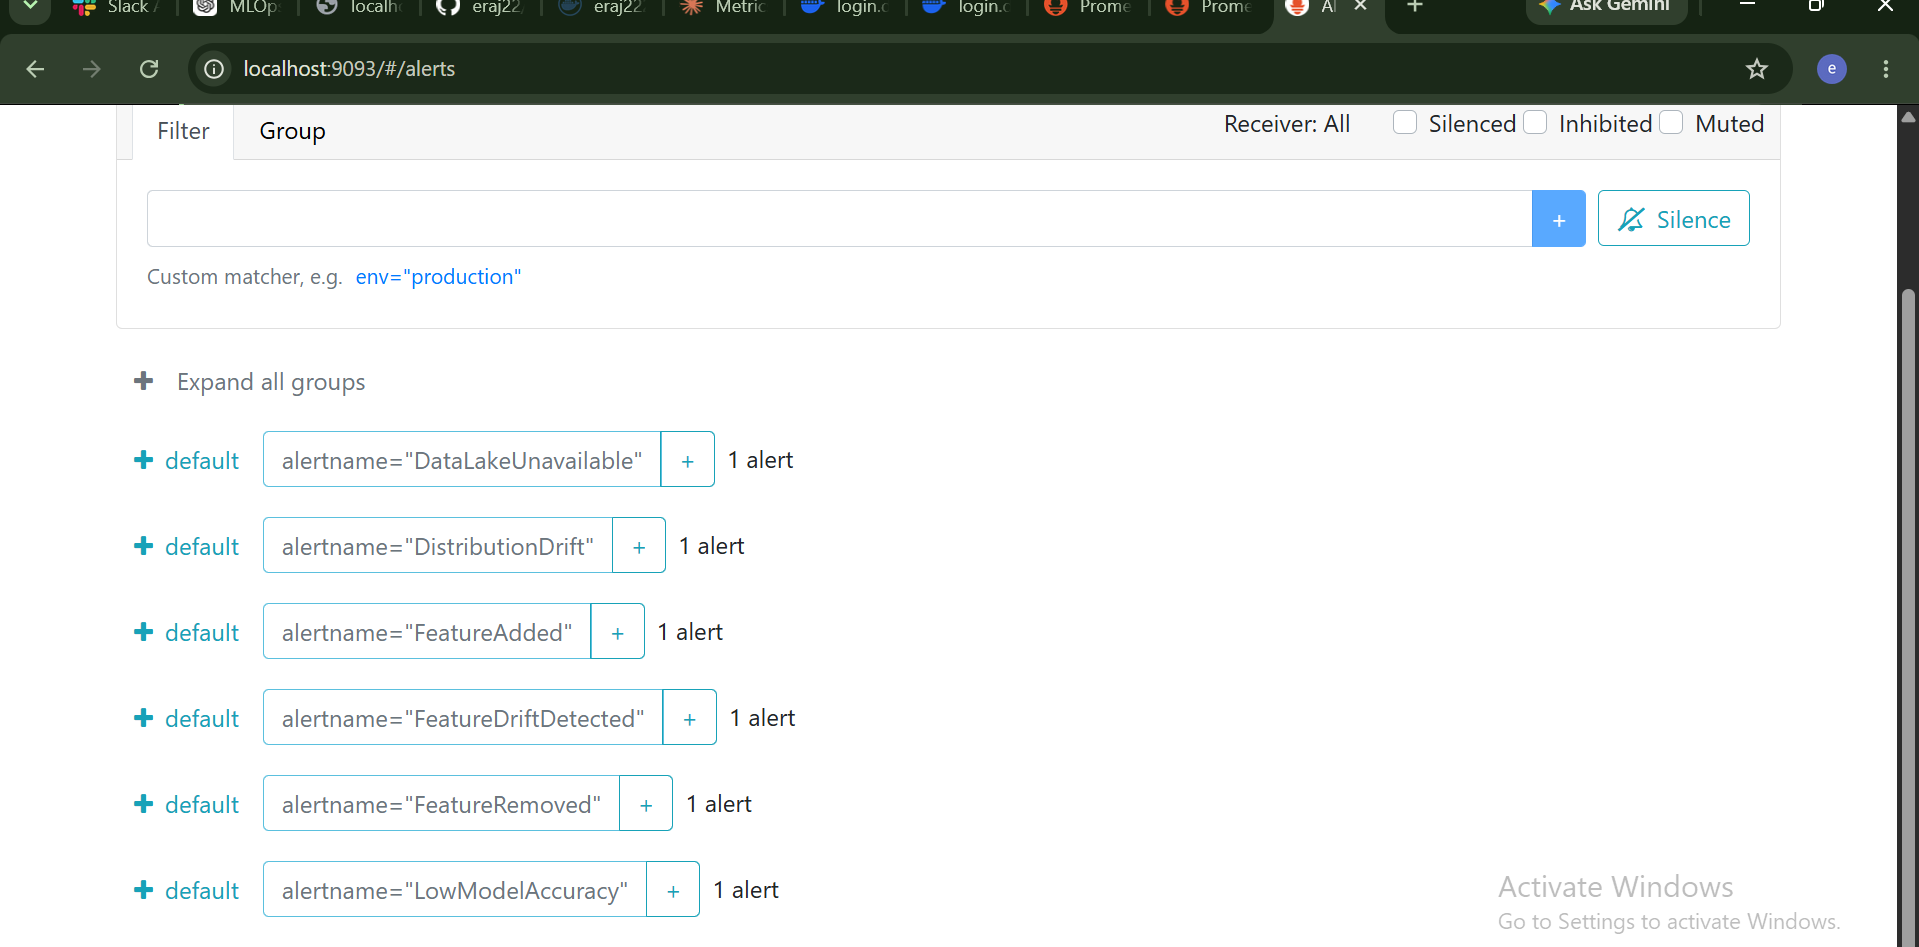 Slack
MLOp
localh
eraj22
eraj22
Metric
login.c
login.c
Prome
Prome
Al
Ask Gemini
localhost:9093/#/alerts
e
Filter
Group
Receiver: All
Silenced
Inhibited
Muted
+
Silence
Custom matcher, e.g. env="production"
+ Expand all groups
+ default alertname="DataLakeUnavailable" + 1 alert
+ default alertname="DistributionDrift" + 1 alert
+ default alertname="FeatureAdded" + 1 alert
+ default alertname="FeatureDriftDetected" + 1 alert
+ default alertname="FeatureRemoved" + 1 alert
+ default alertname="LowModelAccuracy" + 1 alert
Activate Windows
Go to Settings to activate Windows.